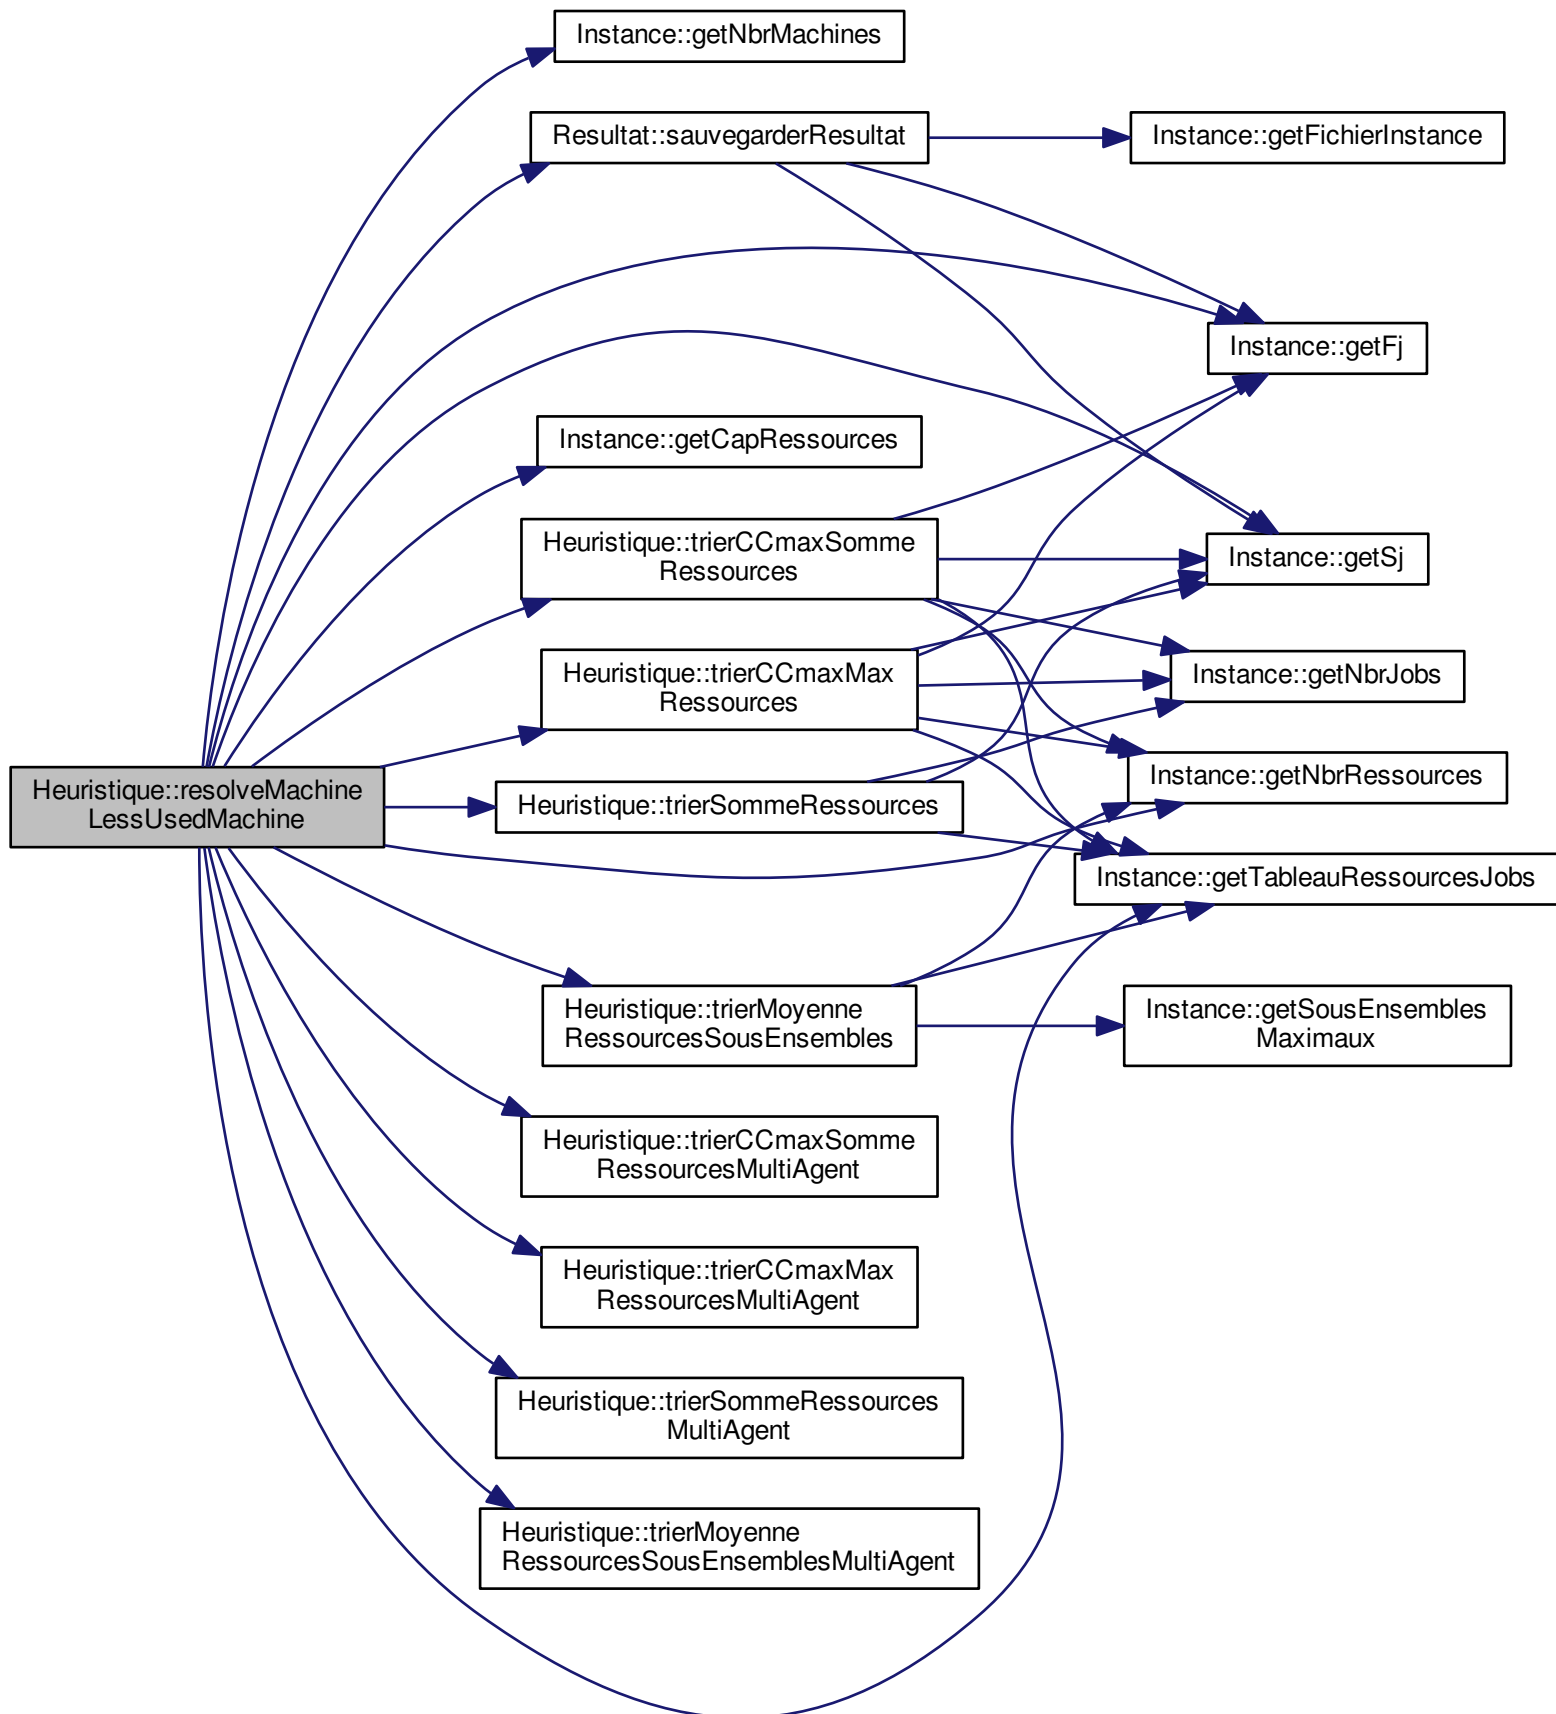 Instance::getNbrMachines
Resultat::sauvegarderResultat
Instance::getFichierInstance
Instance::getFj
Instance::getCapRessources
Heuristique::trierCCmaxSomme
Ressources
Instance::getSj
Heuristique::trierCCmaxMax
Ressources
Instance::getNbrJobs
Heuristique::resolveMachine
LessUsedMachine
Heuristique::trierSommeRessources
Instance::getNbrRessources
Instance::getTableauRessourcesJobs
Heuristique::trierMoyenne
RessourcesSousEnsembles
Instance::getSousEnsembles
Maximaux
Heuristique::trierCCmaxSomme
RessourcesMultiAgent
Heuristique::trierCCmaxMax
RessourcesMultiAgent
Heuristique::trierSommeRessources
MultiAgent
Heuristique::trierMoyenne
RessourcesSousEnsemblesMultiAgent